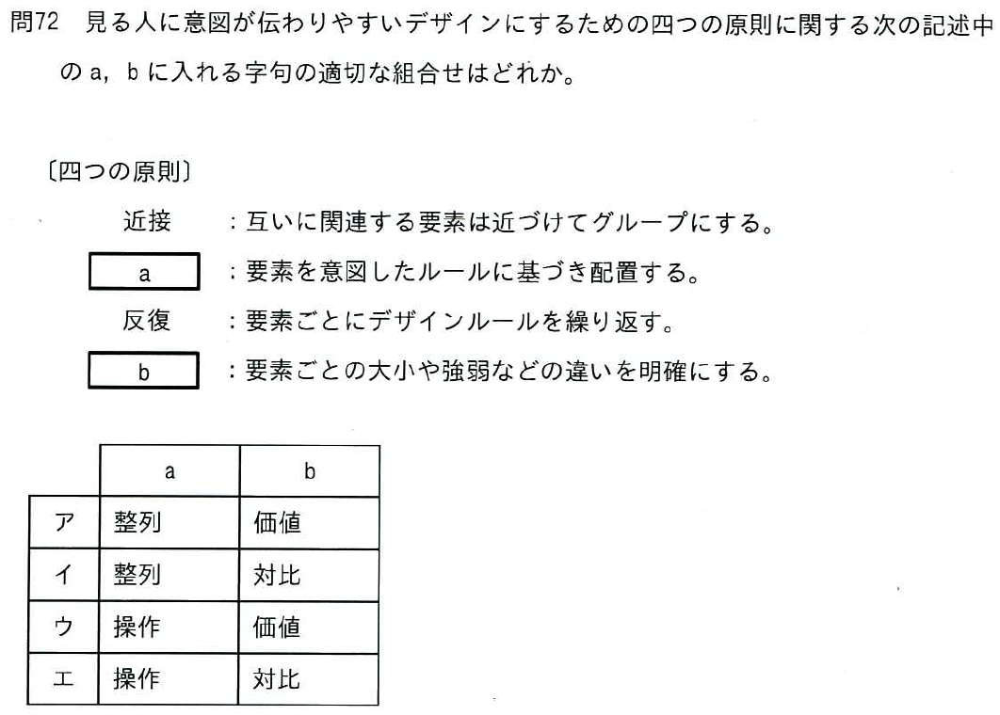 問72 見る人に意図が伝わりやすいデザインにするための四つの原則に関する次の記述中
の a, b に入れる字句の適切な組合せはどれか。
〔四つの原則〕
近接 : 互いに関連する要素は近づけてグループにする。
a : 要素を意図したルールに基づき配置する。
反復 : 要素ごとにデザインルールを繰り返す。
b : 要素ごとの大小や強弱などの違いを明確にする。
a b
ア 整列 価値
イ 整列 対比
ウ 操作 価値
エ 操作 対比